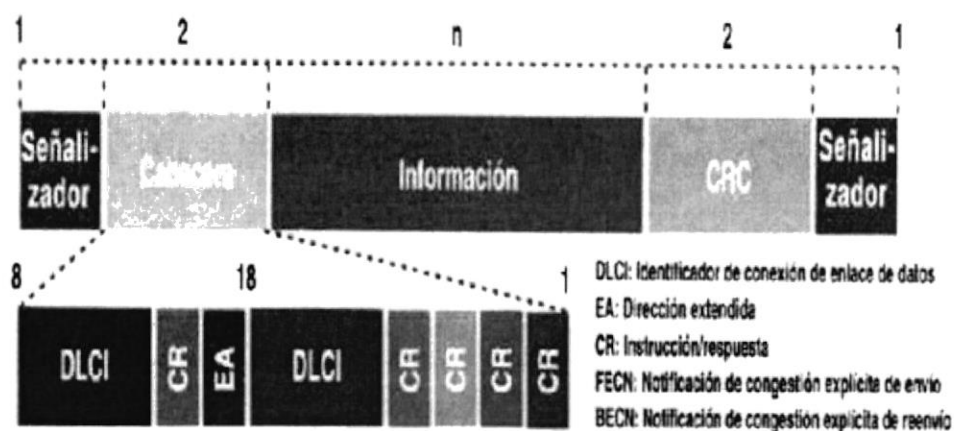 1 2 n 2 1
Señali-
zador
Cabecera
Información
CRC
Señali-
zador
8 18 1
DLCI CR EA DLCI CR CR CR CR
DLCI: Identificador de conexión de enlace de datos
EA: Dirección extendida
CR: Instrucción/respuesta
FECN: Notificación de congestión explícita de envío
BECN: Notificación de congestión explícita de reenvío